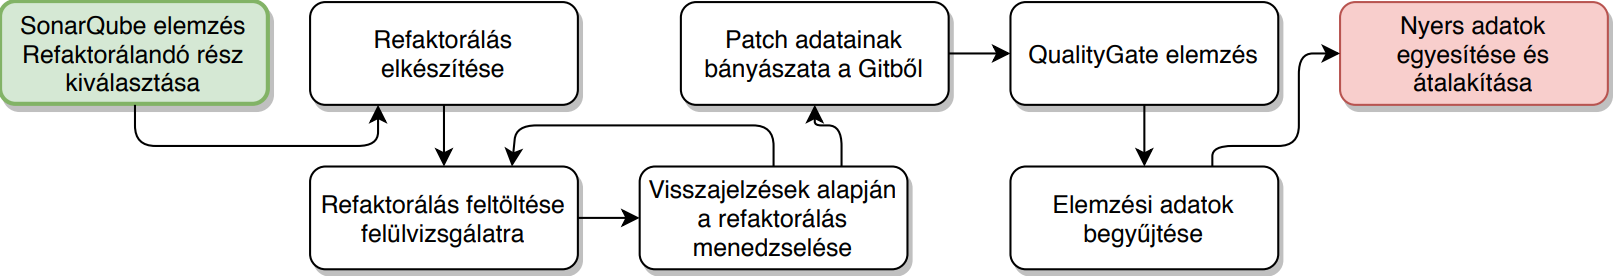 SonarQube elemzés
Refaktorálandó rész
kiválasztása
Refaktorálás
elkészítése
Refaktorálás feltöltése
felülvizsgálatra
Visszajelzések alapján
a refaktorálás
menedzselése
Patch adatainak
bányászata a Gitből
QualityGate elemzés
Elemzési adatok
begyűjtése
Nyers adatok
egyesítése és
átalakítása